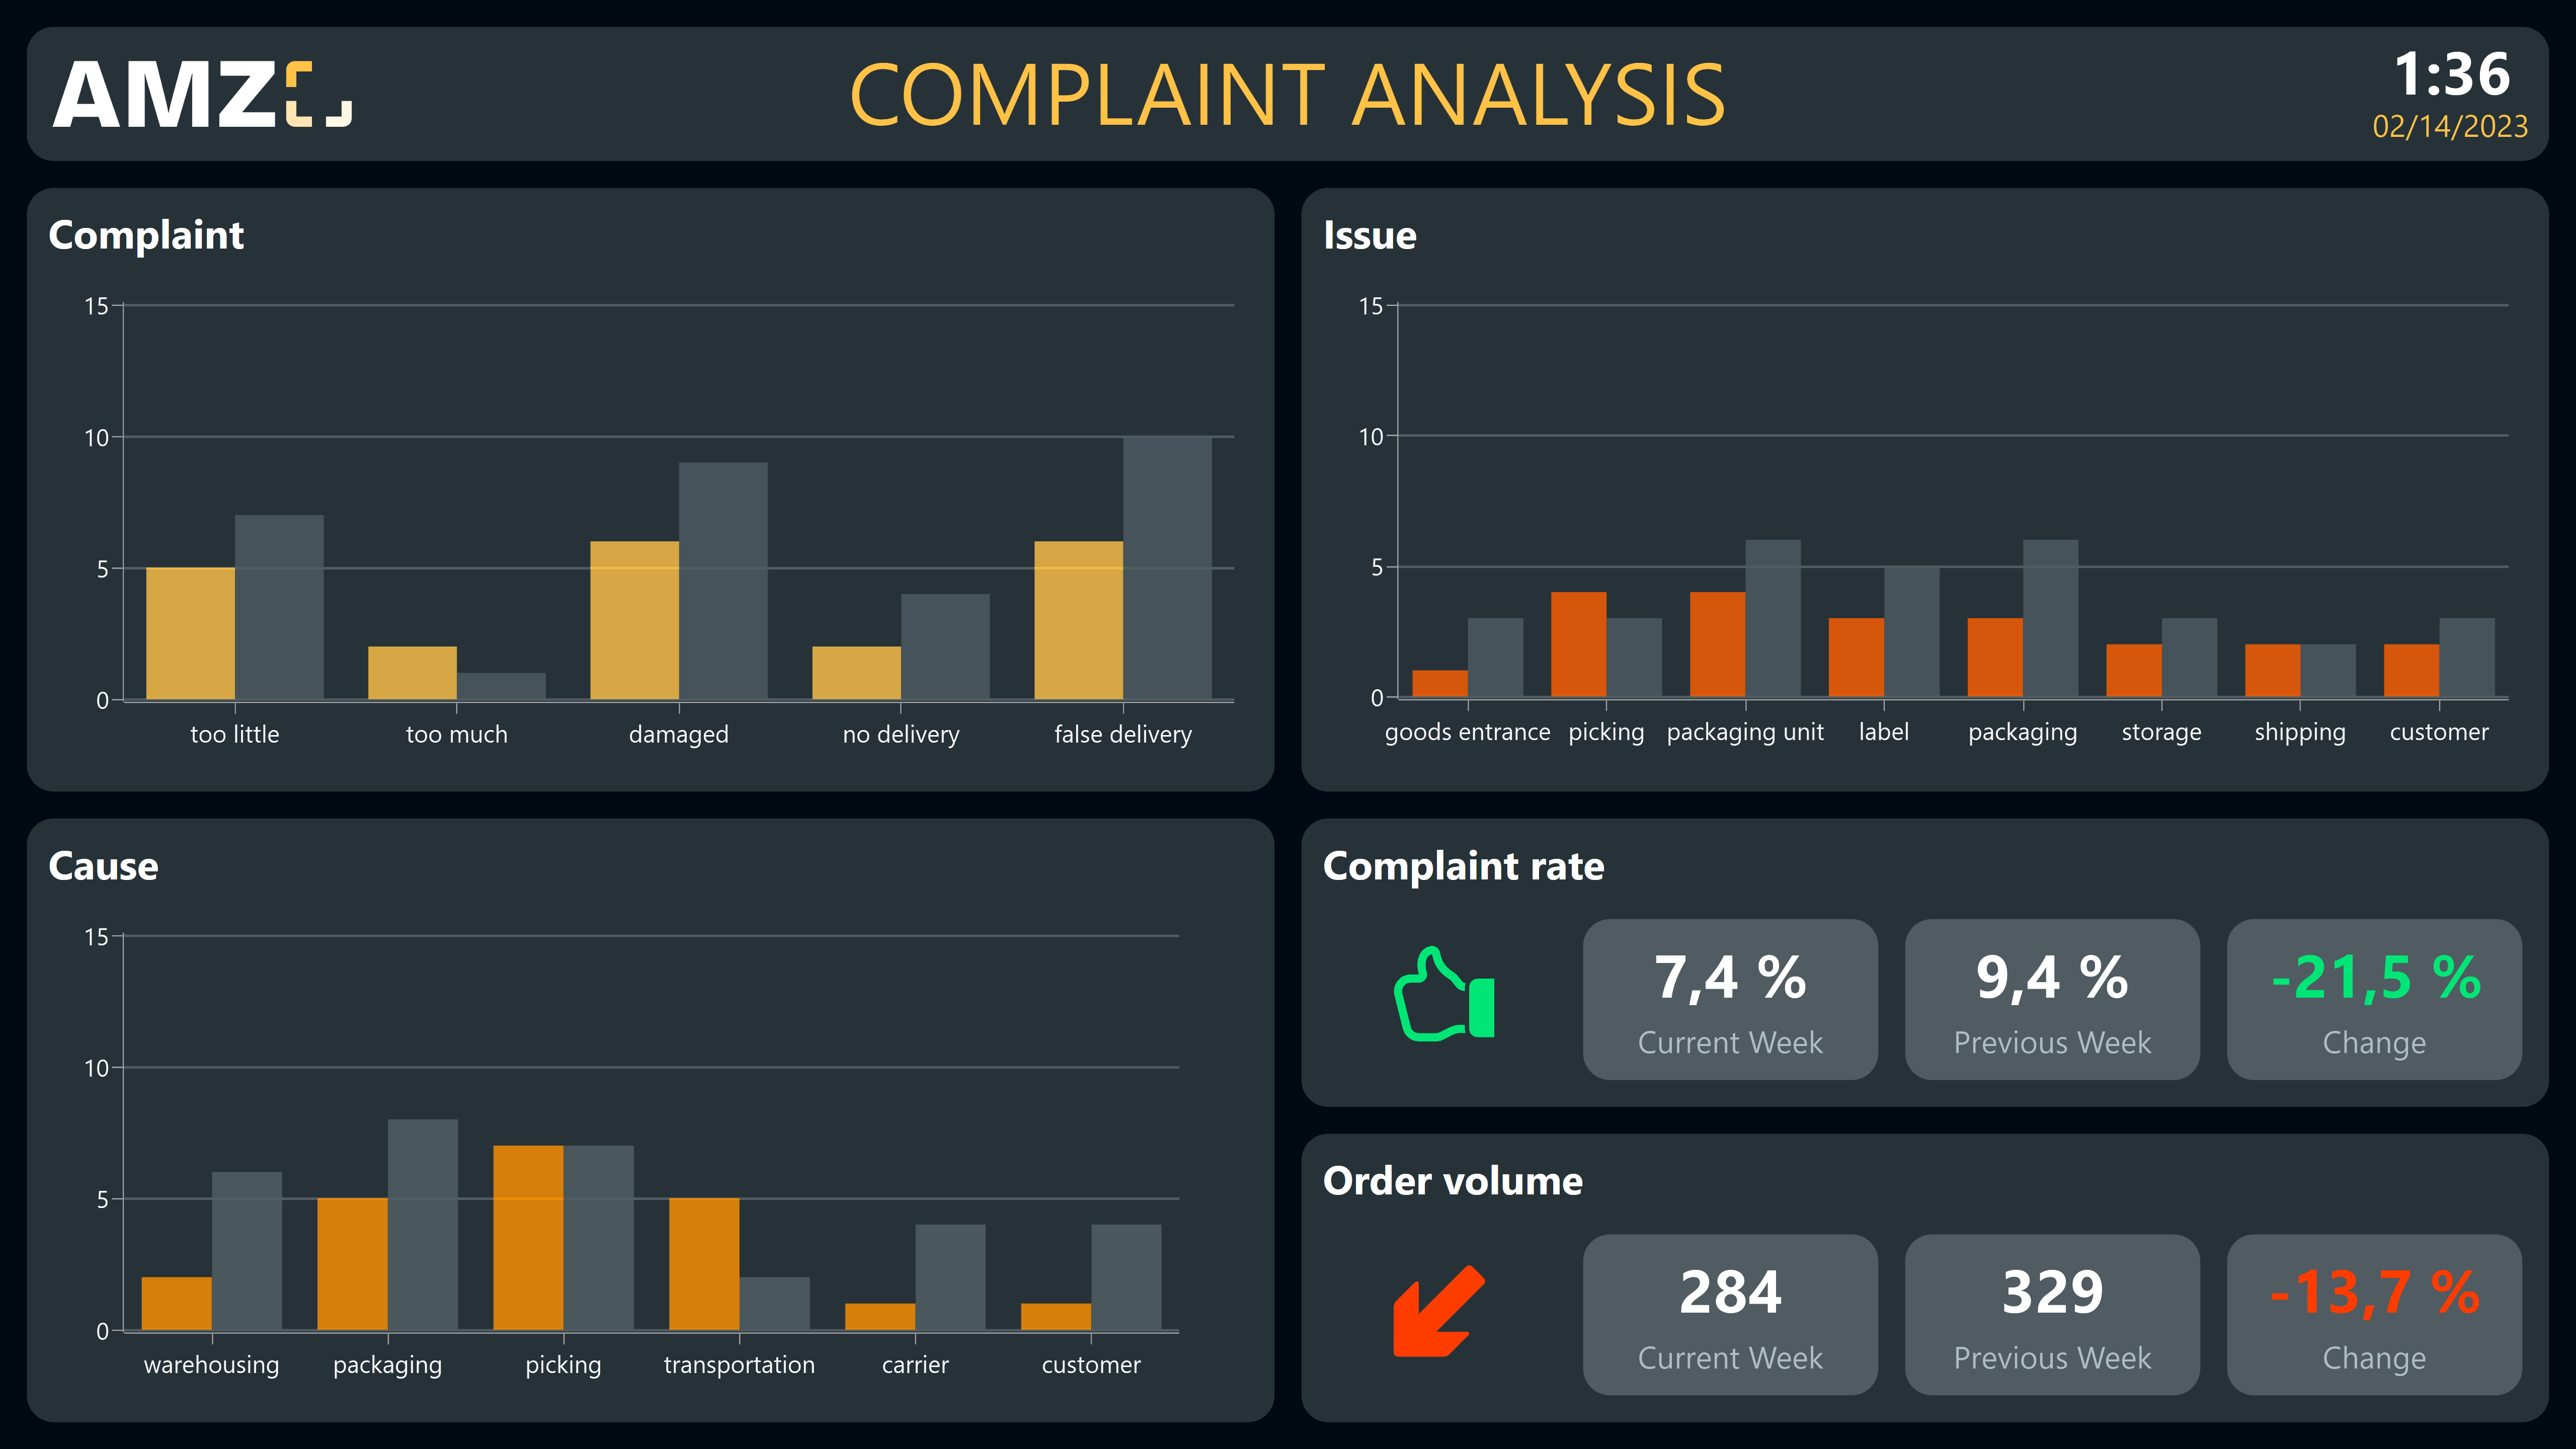 AMZ
COMPLAINT ANALYSIS
1:36
02/14/2023
Complaint
15
10
5
0
too little too much damaged no delivery false delivery
Issue
15
10
5
0
goods entrance picking packaging unit label packaging storage shipping customer
Cause
15
10
5
0
warehousing packaging picking transportation carrier customer
Complaint rate
7,4 % 9,4 % -21,5 %
Current Week Previous Week Change
Order volume
284 329 -13,7 %
Current Week Previous Week Change